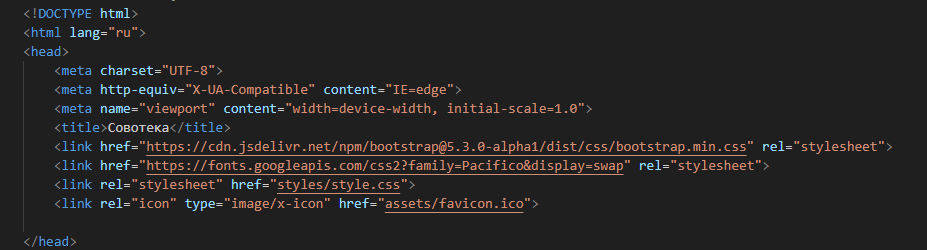 <!DOCTYPE html>
<html lang="ru">
<head>
<meta charset="UTF-8">
<meta http-equiv="X-UA-Compatible" content="IE=edge">
<meta name="viewport" content="width=device-width, initial-scale=1.0">
<title>Совотека</title>
<link href="https://cdn.jsdelivr.net/npm/bootstrap@5.3.0-alpha1/dist/css/bootstrap.min.css" rel="stylesheet">
<link href="https://fonts.googleapis.com/css2?family=Pacifico&display=swap" rel="stylesheet">
<link rel="stylesheet" href="styles/style.css">
<link rel="icon" type="image/x-icon" href="assets/favicon.ico">
</head>